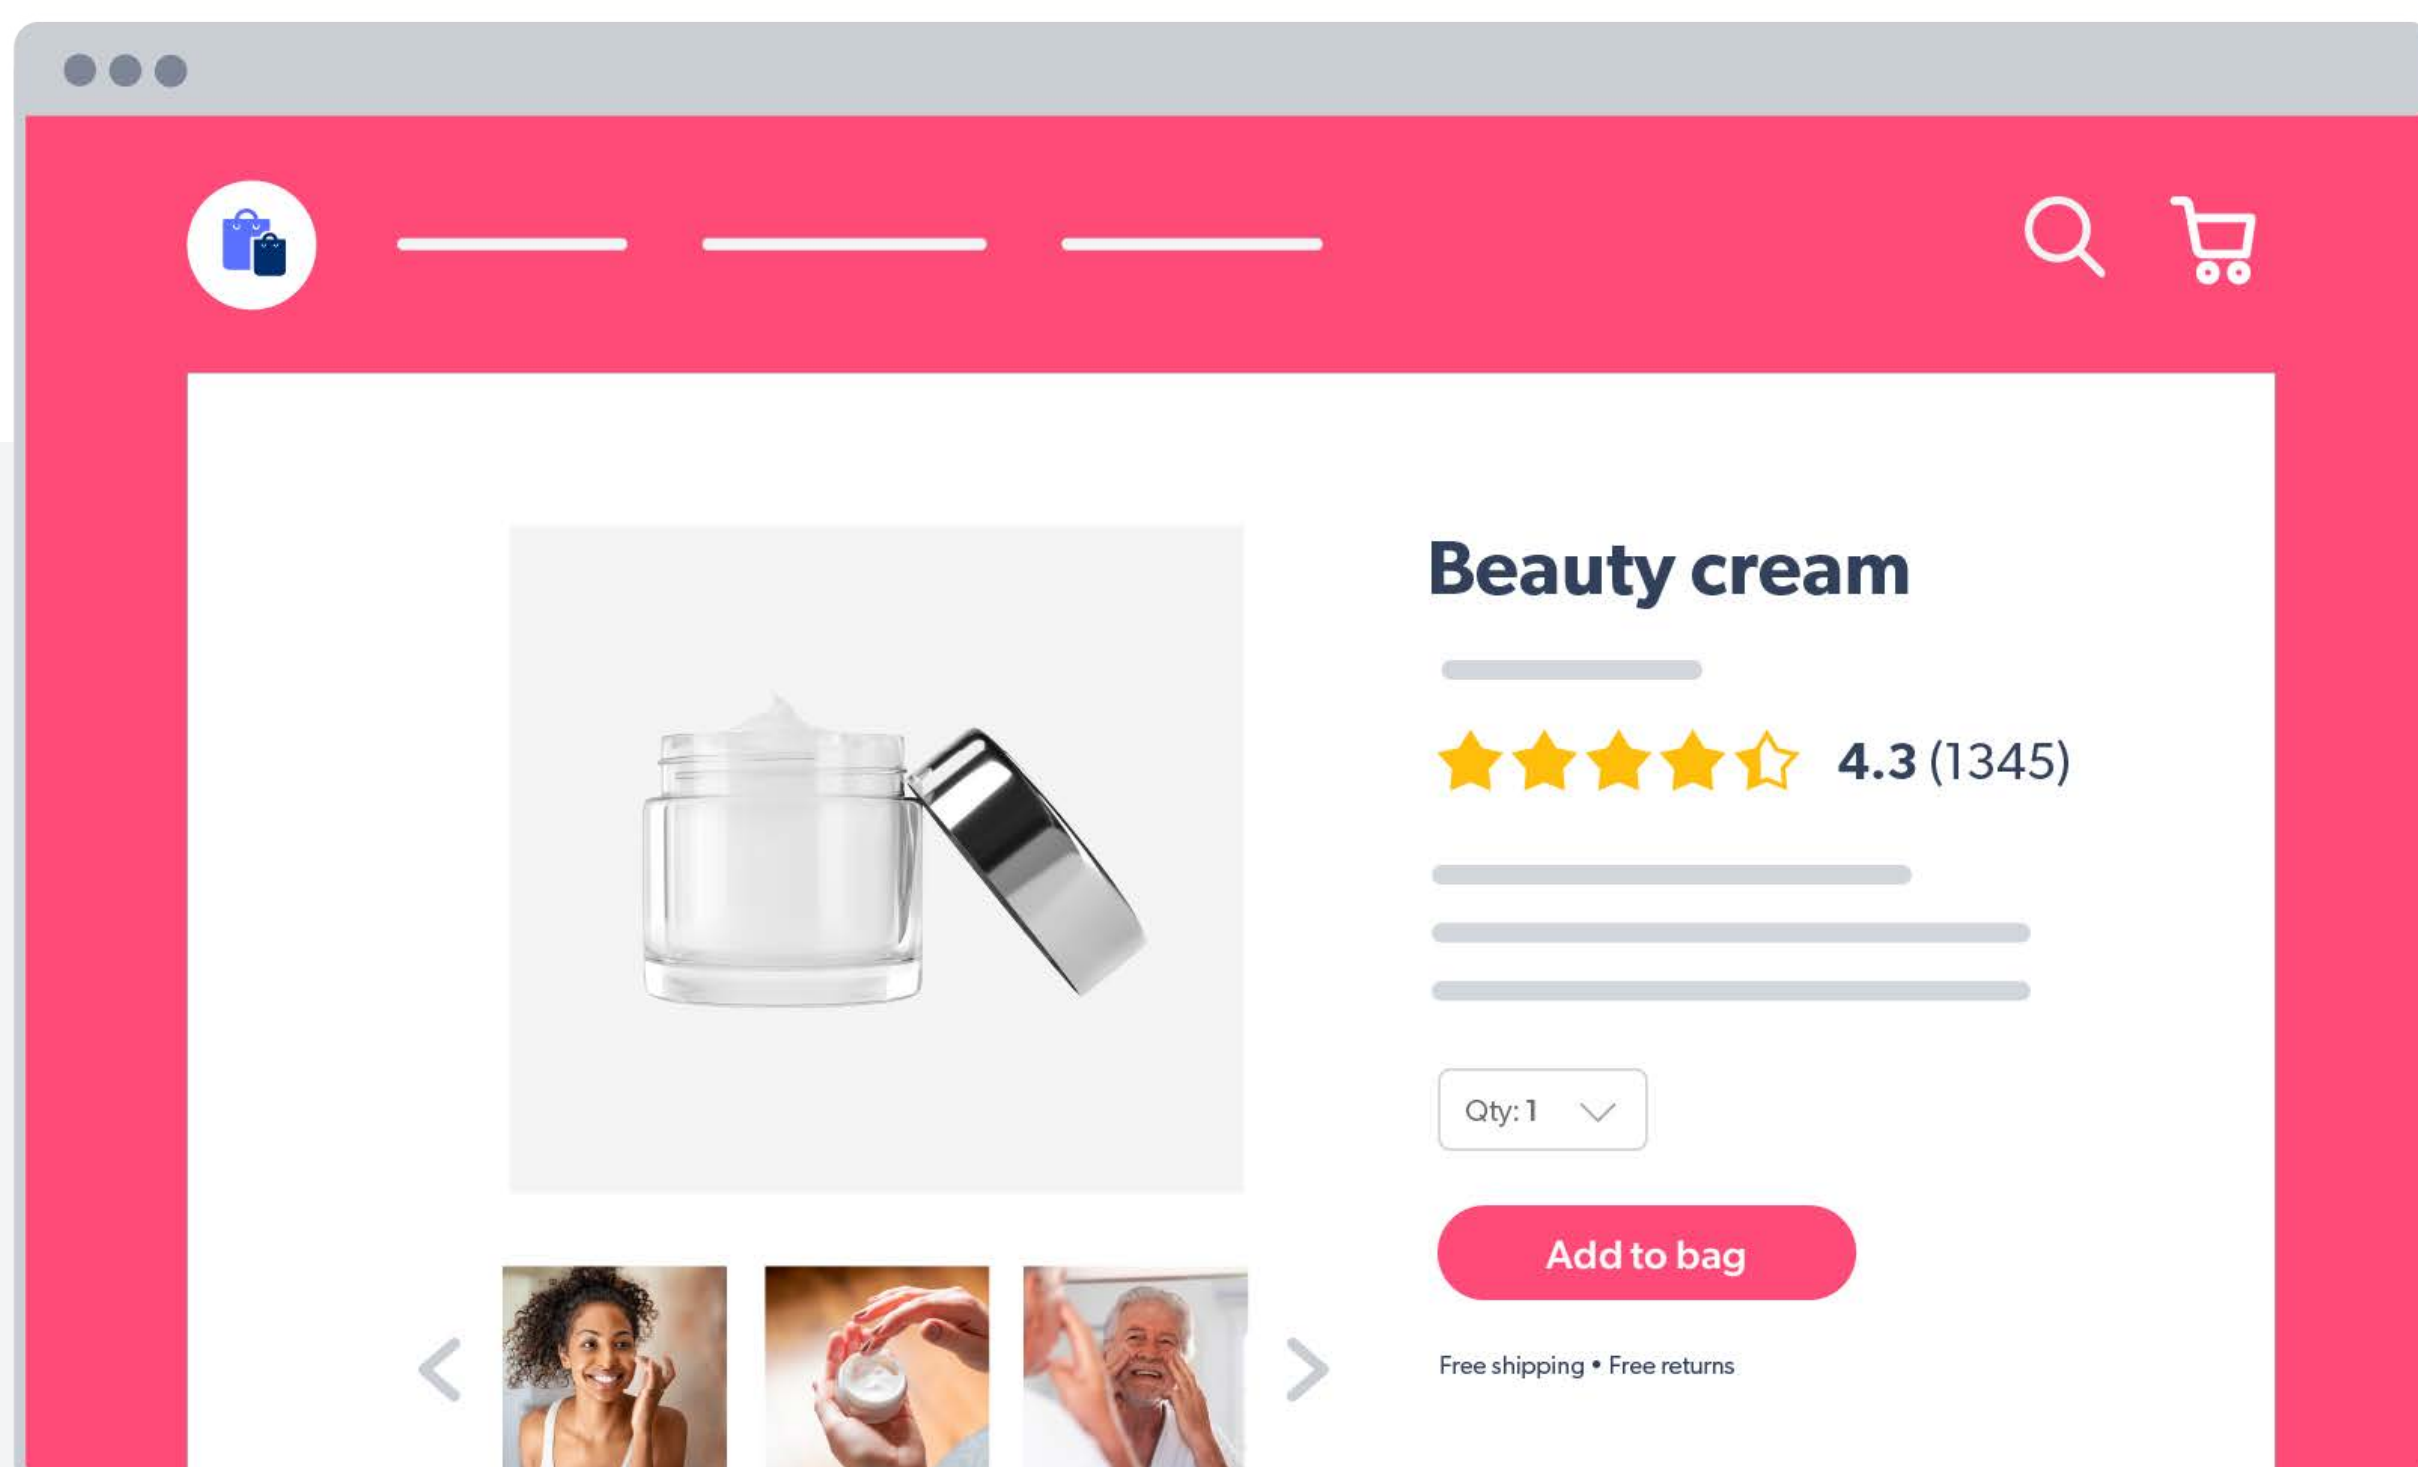 Beauty cream
4.3 (1345)
Qty: 1
Add to bag
Free shipping • Free returns